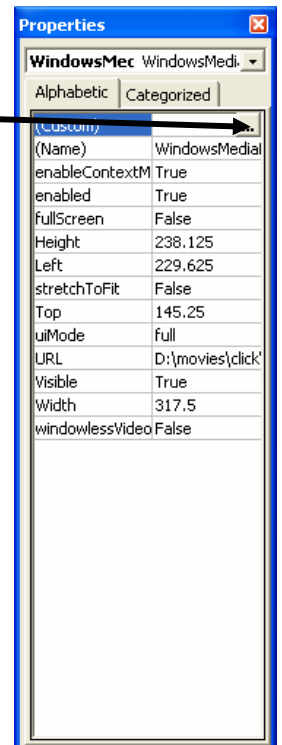 Properties
WindowsMec WindowsMedi
Alphabetic Categorized
(Custom) ...
(Name) WindowsMedial
enableContextM True
enabled True
fullScreen False
Height 238.125
Left 229.625
stretchToFit False
Top 145.25
uiMode full
URL D:\movies\click'
Visible True
Width 317.5
windowlessVideo False